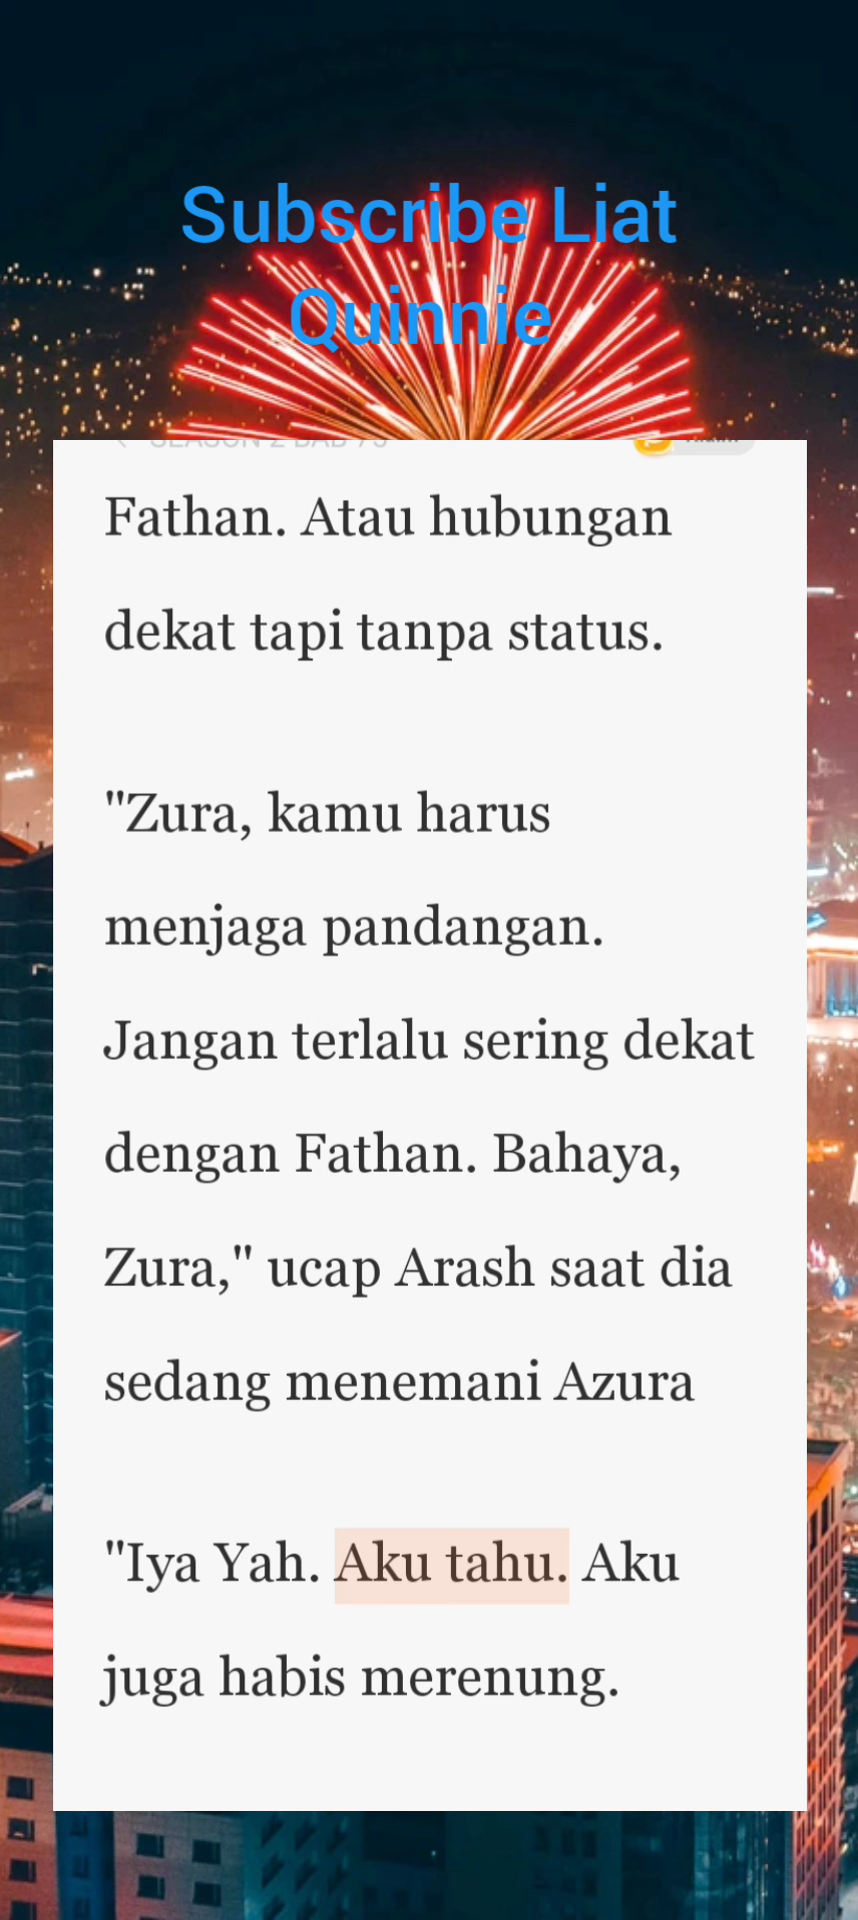 Subscribe Liat
Quinnie
Fathan. Atau hubungan
dekat tapi tanpa status.
"Zura, kamu harus
menjaga pandangan.
Jangan terlalu sering dekat
dengan Fathan. Bahaya,
Zura," ucap Arash saat dia
sedang menemani Azura
"Iya Yah. Aku tahu. Aku
juga habis merenung.